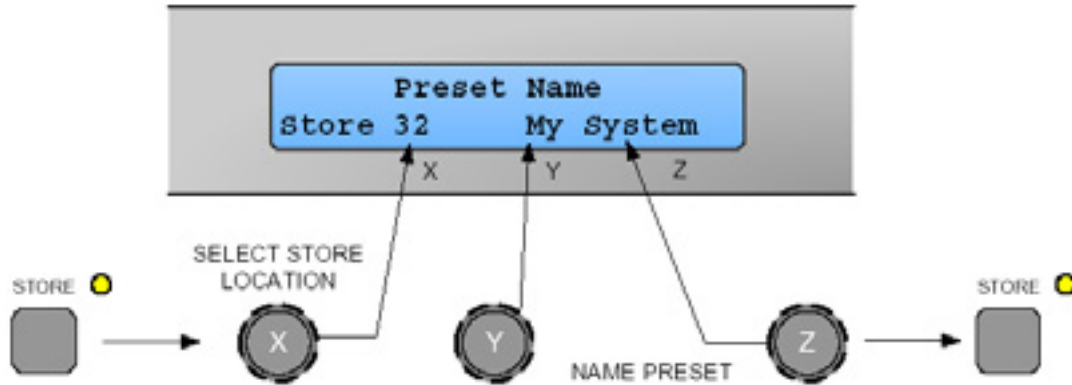 Preset Name
Store 32 My System
X Y Z
SELECT STORE
LOCATION
STORE
X
Y
NAME PRESET
Z
STORE